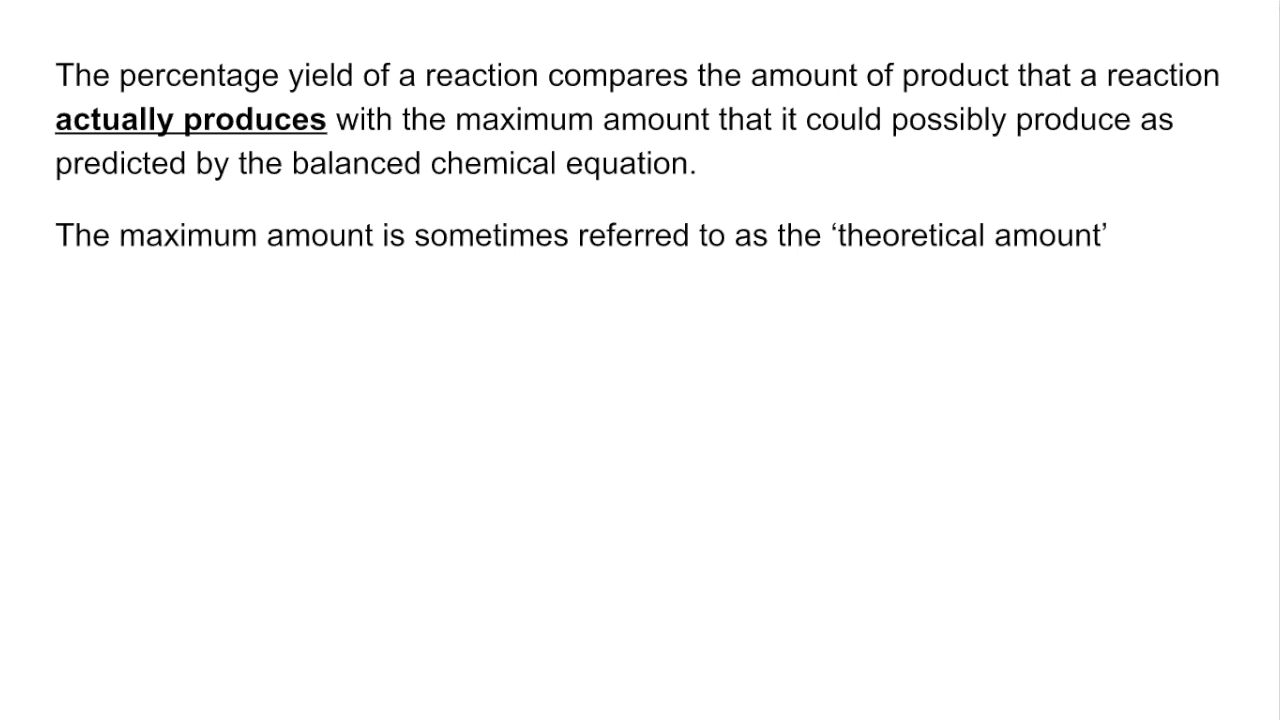 The percentage yield of a reaction compares the amount of product that a reaction
actually produces with the maximum amount that it could possibly produce as
predicted by the balanced chemical equation.
The maximum amount is sometimes referred to as the ‘theoretical amount’